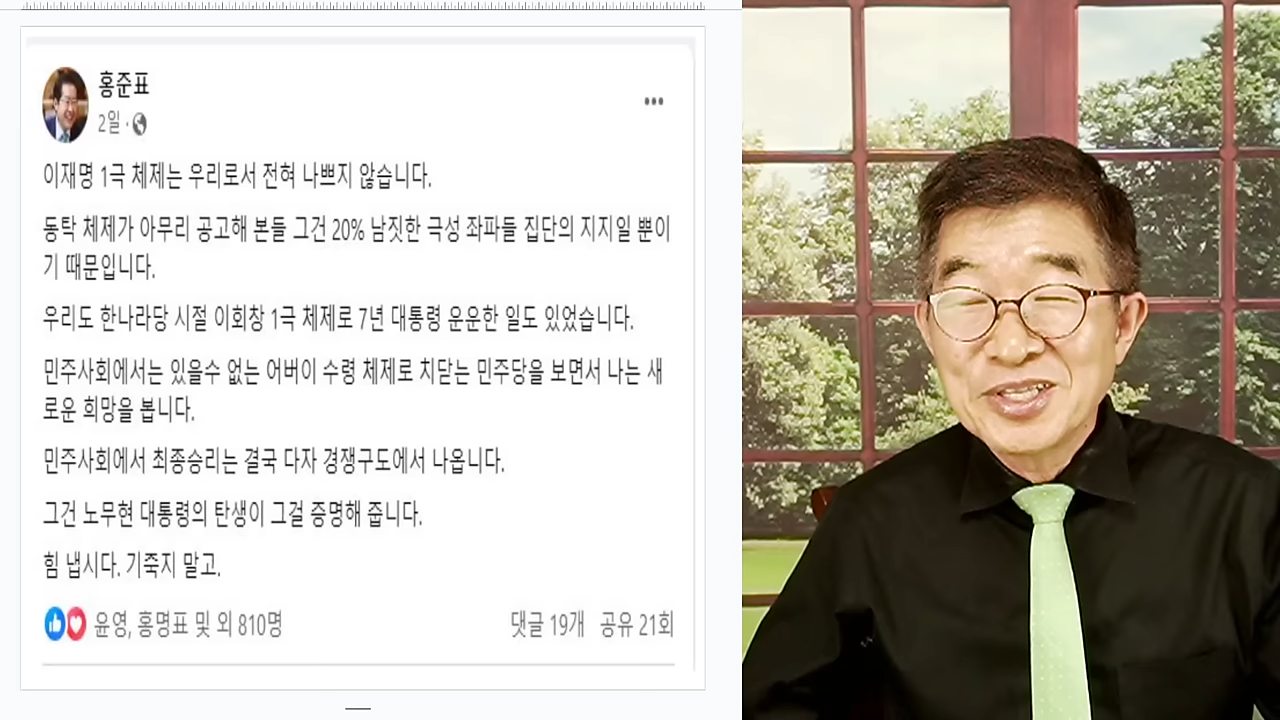 홍준표
2일 ·
이재명 1극 체제는 우리로서 전혀 나쁘지 않습니다.
동탁 체제가 아무리 공고해 본들 그건 20% 남짓한 극성 좌파들 집단의 지지일 뿐이
기 때문입니다.
우리도 한나라당 시절 이회창 1극 체제로 7년 대통령 운운한 일도 있었습니다.
민주사회에서는 있을수 없는 어버이 수령 체제로 치닫는 민주당을 보면서 나는 새
로운 희망을 봅니다.
민주사회에서 최종승리는 결국 다자 경쟁구도에서 나옵니다.
그건 노무현 대통령의 탄생이 그걸 증명해 줍니다.
힘 냅시다. 기죽지 말고.
윤영, 홍명표 및 외 810명
댓글 19개 공유 21회